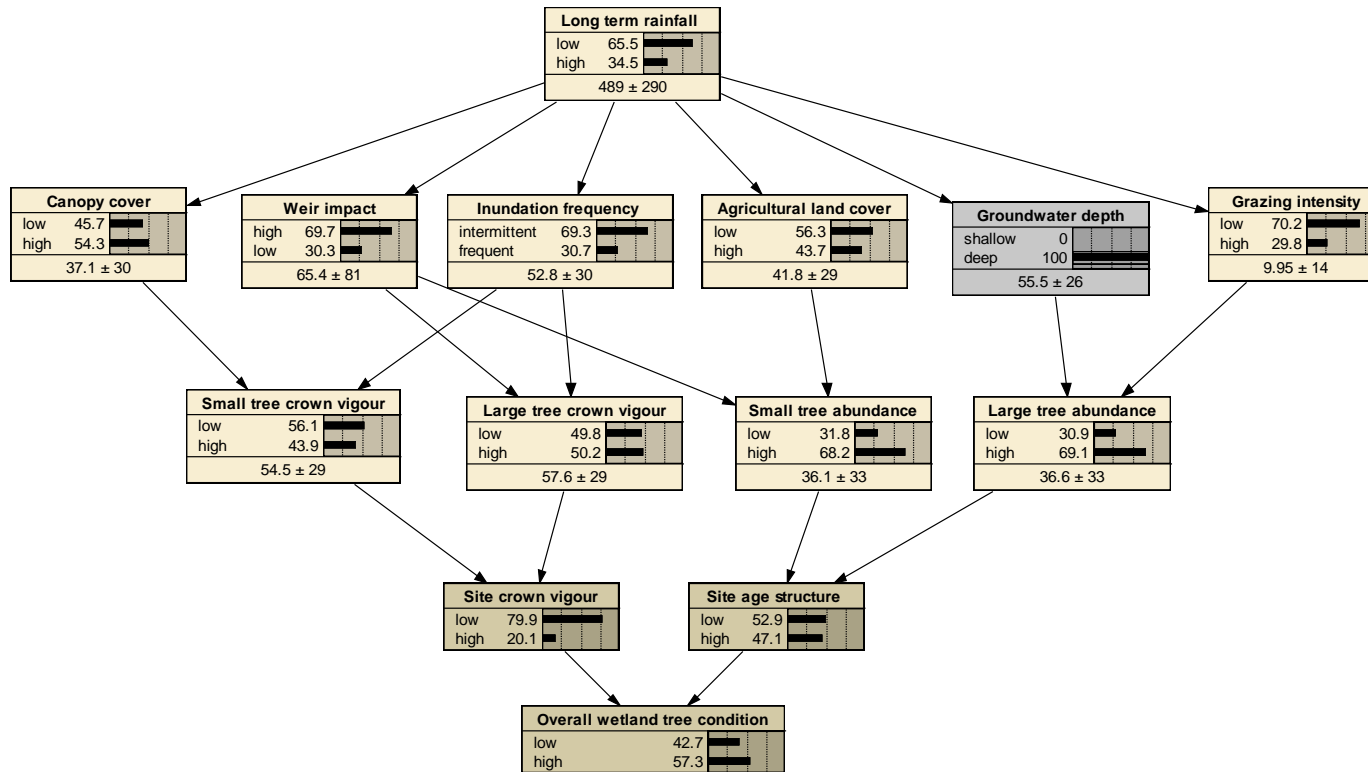 Long term rainfall
low 65.5
high 34.5
489 ± 290
Canopy cover
low 45.7
high 54.3
37.1 ± 30
Weir impact
high 69.7
low 30.3
65.4 ± 81
Inundation frequency
intermittent 69.3
frequent 30.7
52.8 ± 30
Agricultural land cover
low 56.3
high 43.7
41.8 ± 29
Groundwater depth
shallow 0
deep 100
55.5 ± 26
Grazing intensity
low 70.2
high 29.8
9.95 ± 14
Small tree crown vigour
low 56.1
high 43.9
54.5 ± 29
Large tree crown vigour
low 49.8
high 50.2
57.6 ± 29
Small tree abundance
low 31.8
high 68.2
36.1 ± 33
Large tree abundance
low 30.9
high 69.1
36.6 ± 33
Site crown vigour
low 79.9
high 20.1
Site age structure
low 52.9
high 47.1
Overall wetland tree condition
low 42.7
high 57.3